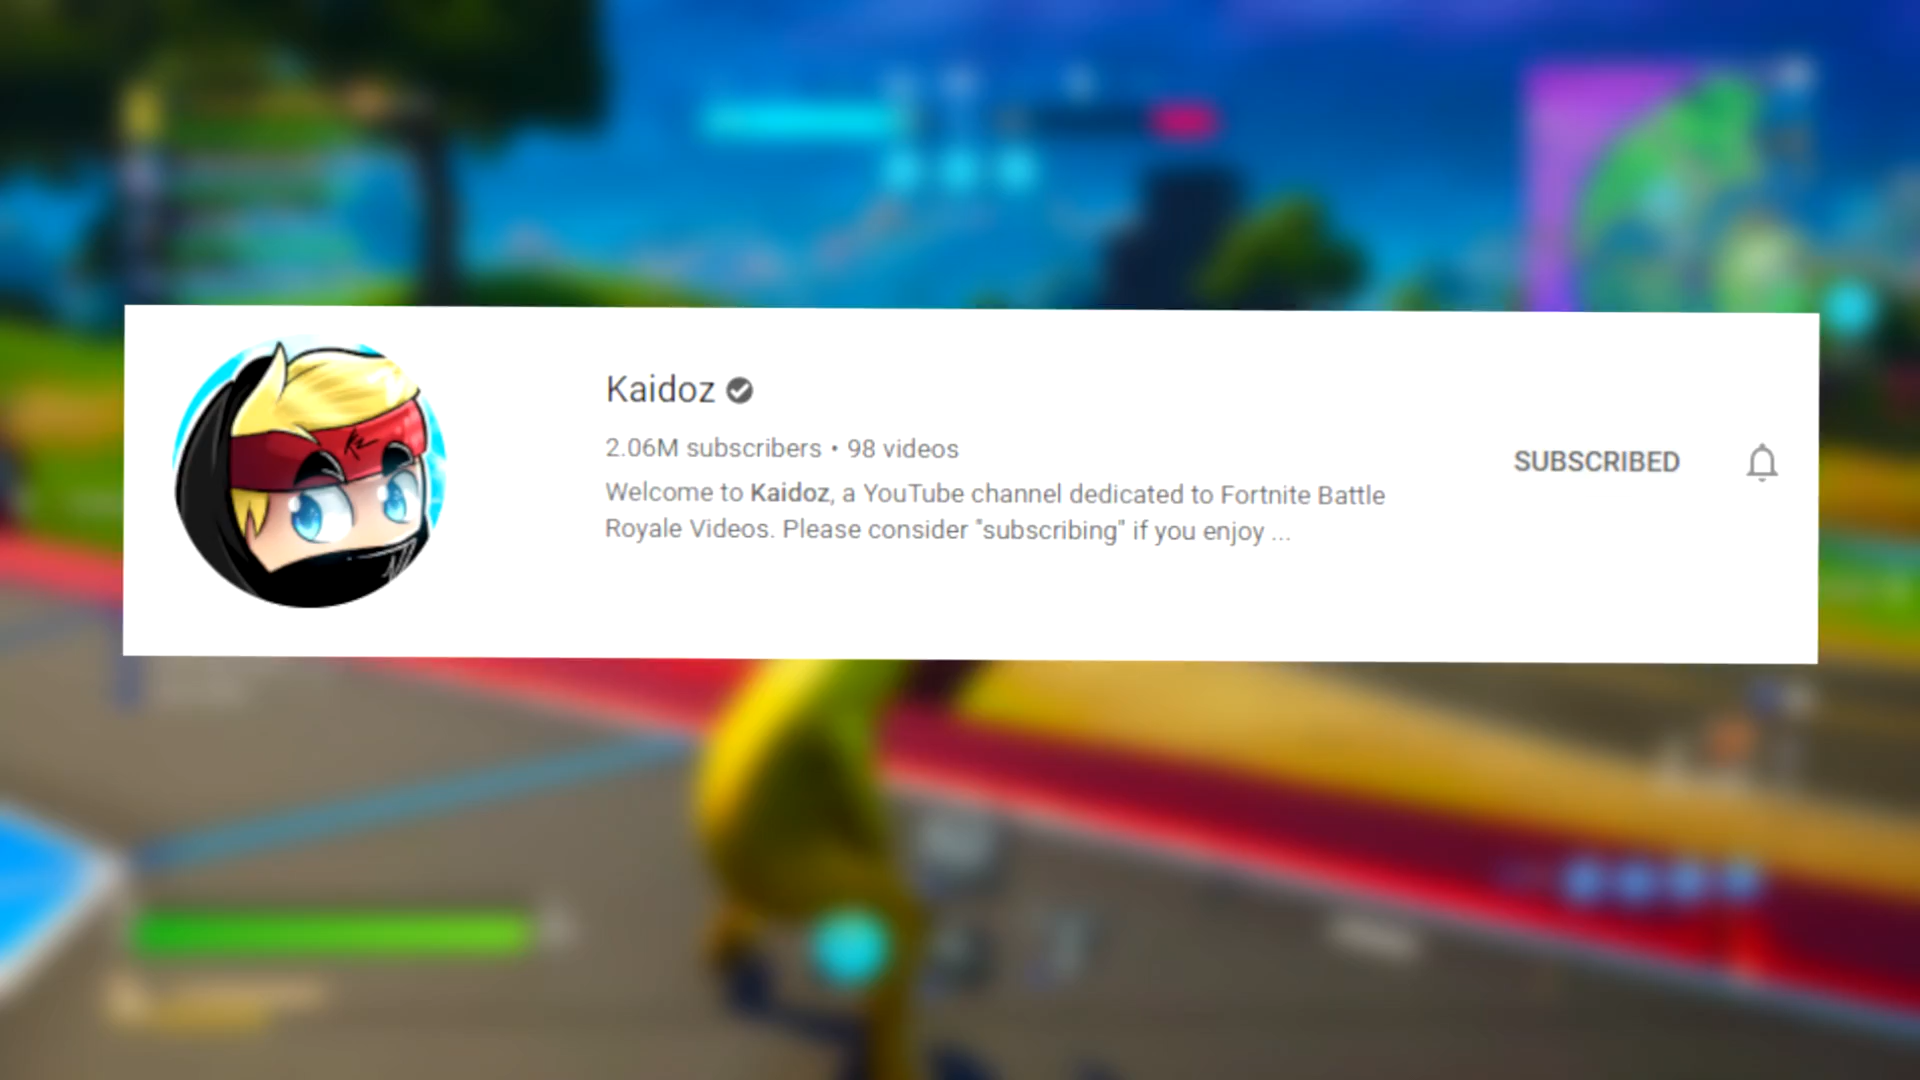 Kaidoz
2.06M subscribers • 98 videos
Welcome to Kaidoz, a YouTube channel dedicated to Fortnite Battle
Royale Videos. Please consider "subscribing" if you enjoy ...
SUBSCRIBED